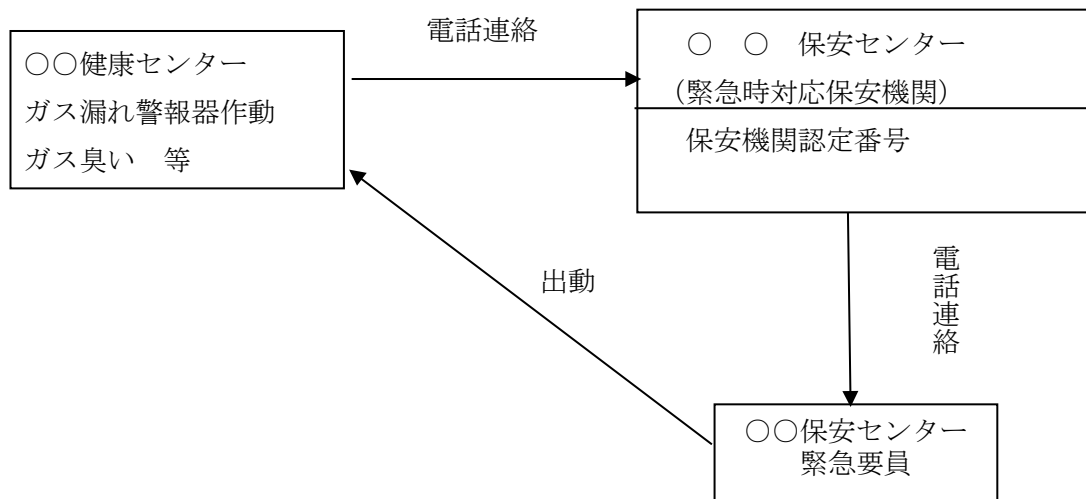 電話連絡
○○健康センター
ガス漏れ警報器作動
ガス臭い　等
○　○　保安センター
（緊急時対応保安機関）
保安機関認定番号
電話連絡
出動
○○保安センター
緊急要員